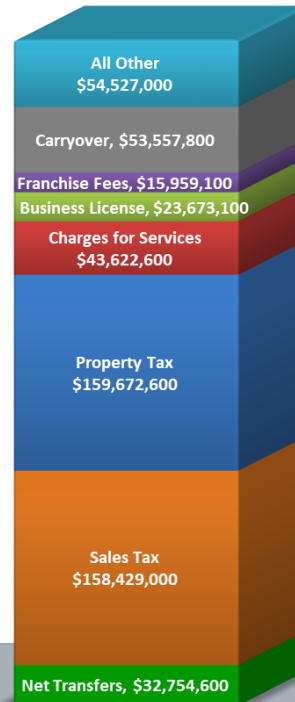 All Other
$54,527,000
Carryover, $53,557,800
Franchise Fees, $15,959,100
Business License, $23,673,100
Charges for Services
$43,622,600
Property Tax
$159,672,600
Sales Tax
$158,429,000
Net Transfers, $32,754,600